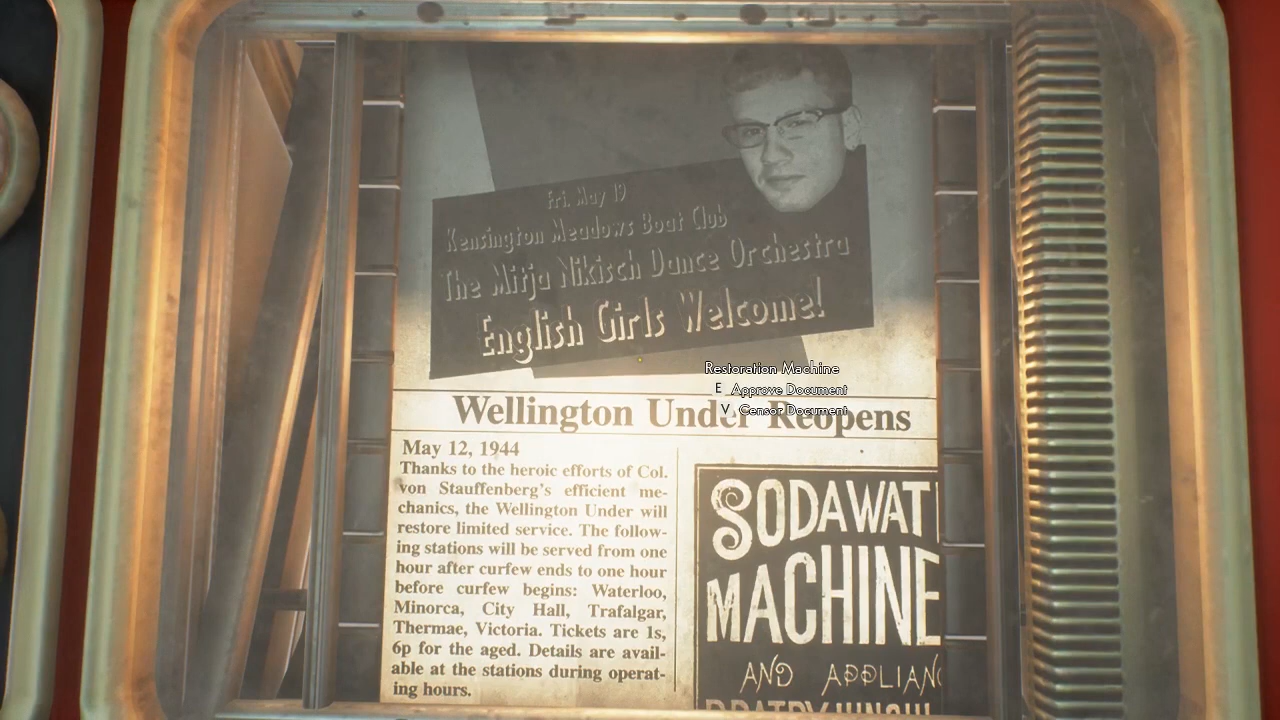 Fri. May 19
Kensington Meadows Boat Club
The Mitja Nikisch Dance Orchestra
English Girls Welcome!
Restoration Machine
E Approve Document
V Censor Document
Wellington Under Reopens
May 12, 1944
Thanks to the heroic efforts of Col.
von Stauffenberg's efficient me-
chanics, the Wellington Under will
restore limited service. The follow-
ing stations will be served from one
hour after curfew ends to one hour
before curfew begins: Waterloo,
Minorca, City Hall, Trafalgar,
Thermae, Victoria. Tickets are 1s,
6p for the aged. Details are avail-
able at the stations during operat-
ing hours.
SODAWAT
MACHINE
AND APPLIAN